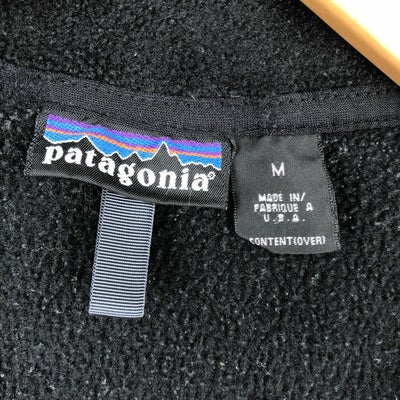 patagonia®
M
MADE IN/
FABRIQUE A
U.S.A.
CONTENT(OVER)